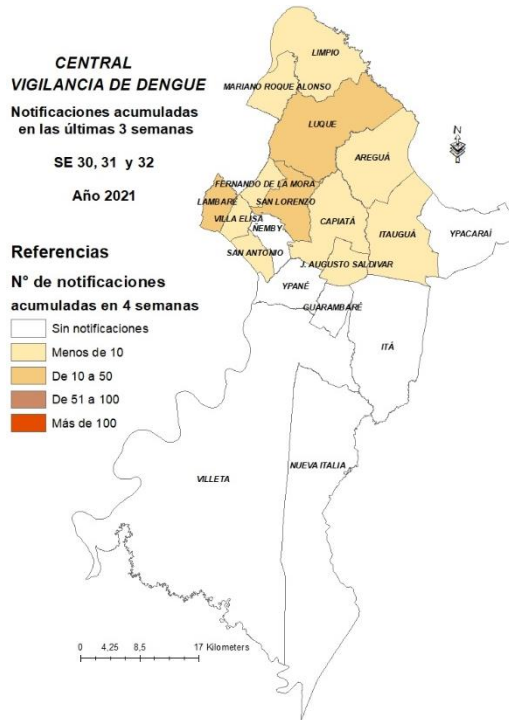 CENTRAL
VIGILANCIA DE DENGUE
Notificaciones acumuladas
en las últimas 3 semanas
SE 30, 31 y 32
Año 2021
Referencias
N° de notificaciones
acumuladas en 4 semanas
Sin notificaciones
Menos de 10
De 10 a 50
De 51 a 100
Más de 100
LIMPIO
MARIANO ROQUE ALONSO
LUQUE
N
AREGUÁ
FERNANDO DE LA MORA
LAMBARÉ
SAN LORENZO
VILLA ELISA
ÑEMBY
CAPIATÁ
ITAUGUÁ
YPACARAÍ
SAN ANTONIO
J. AUGUSTO SALDIVAR
YPANÉ
GUARAMBARÉ
ITÁ
VILLETA
NUEVA ITALIA
0 4,25 8,5 17 Kilometers